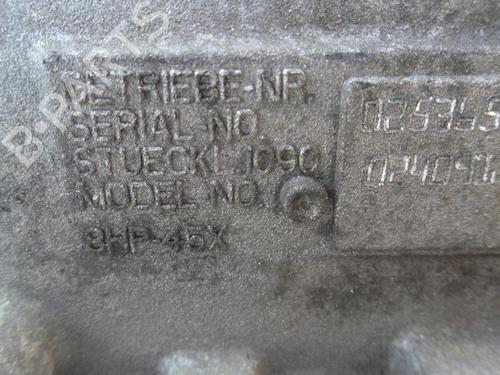 B-PARTS
GETRIEBE-NR.
SERIAL-NO.
STUECKL.1090
MODEL-NO.
8HP-45X